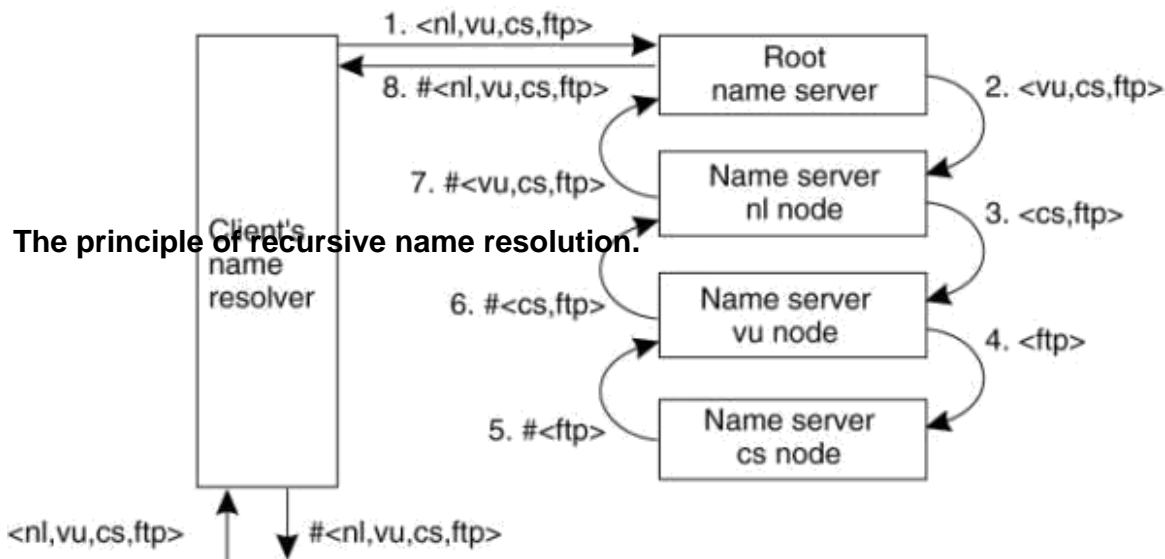 1. <nl,vu,cs,ftp>
8. #<nl,vu,cs,ftp>
Root
name server
2. <vu,cs,ftp>
7. #<vu,cs,ftp>
Name server
nl node
3. <cs,ftp>
The principle of recursive name resolution.
Client's
name
resolver
6. #<cs,ftp>
Name server
vu node
4. <ftp>
5. #<ftp>
Name server
cs node
<nl,vu,cs,ftp>
#<nl,vu,cs,ftp>